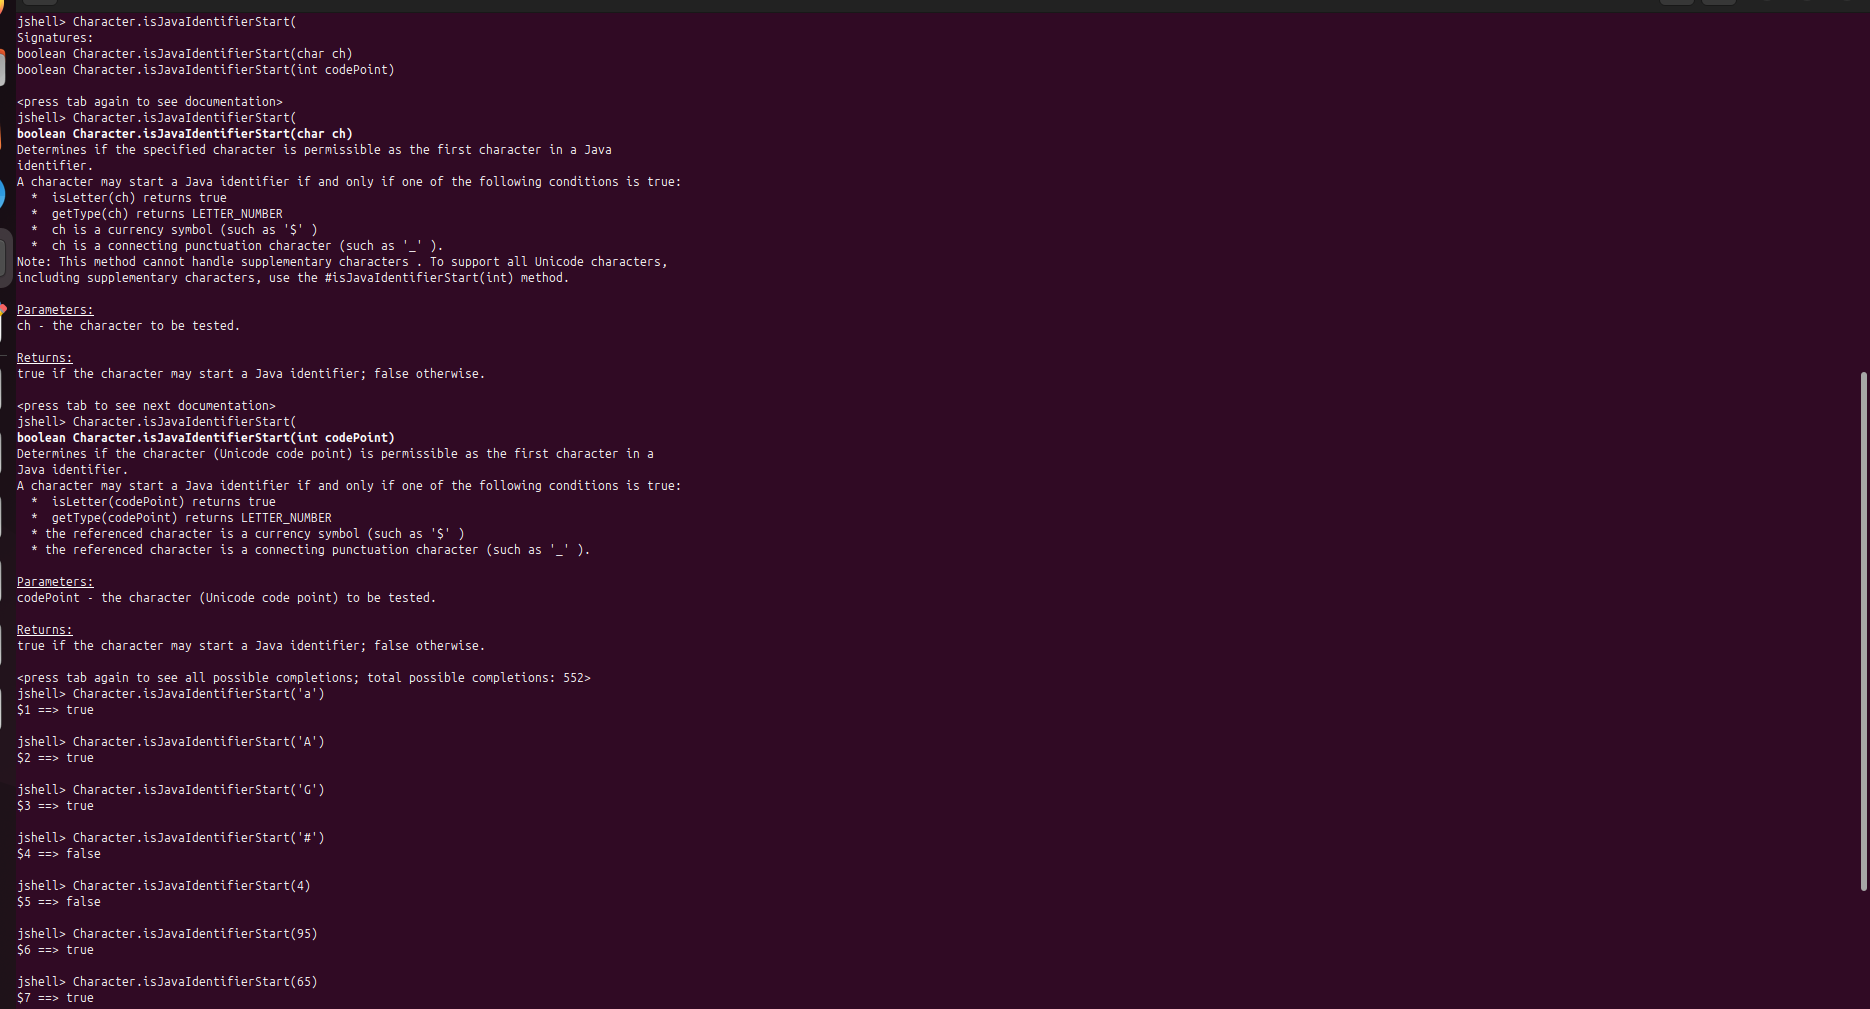 jshell> Character.isJavaIdentifierStart(
Signatures:
boolean Character.isJavaIdentifierStart(char ch)
boolean Character.isJavaIdentifierStart(int codePoint)
<press tab again to see documentation>
jshell> Character.isJavaIdentifierStart(
boolean Character.isJavaIdentifierStart(char ch)
Determines if the specified character is permissible as the first character in a Java
identifier.
A character may start a Java identifier if and only if one of the following conditions is true:
  *  isLetter(ch) returns true
  *  getType(ch) returns LETTER_NUMBER
  *  ch is a currency symbol (such as '$' )
  *  ch is a connecting punctuation character (such as '_' ).
Note: This method cannot handle supplementary characters . To support all Unicode characters,
including supplementary characters, use the #isJavaIdentifierStart(int) method.
Parameters:
ch - the character to be tested.
Returns:
true if the character may start a Java identifier; false otherwise.
<press tab to see next documentation>
jshell> Character.isJavaIdentifierStart(
boolean Character.isJavaIdentifierStart(int codePoint)
Determines if the character (Unicode code point) is permissible as the first character in a
Java identifier.
A character may start a Java identifier if and only if one of the following conditions is true:
  *  isLetter(codePoint) returns true
  *  getType(codePoint) returns LETTER_NUMBER
  * the referenced character is a currency symbol (such as '$' )
  * the referenced character is a connecting punctuation character (such as '_' ).
Parameters:
codePoint - the character (Unicode code point) to be tested.
Returns:
true if the character may start a Java identifier; false otherwise.
<press tab again to see all possible completions; total possible completions: 552>
jshell> Character.isJavaIdentifierStart('a')
$1 ==> true
jshell> Character.isJavaIdentifierStart('A')
$2 ==> true
jshell> Character.isJavaIdentifierStart('G')
$3 ==> true
jshell> Character.isJavaIdentifierStart('#')
$4 ==> false
jshell> Character.isJavaIdentifierStart(4)
$5 ==> false
jshell> Character.isJavaIdentifierStart(95)
$6 ==> true
jshell> Character.isJavaIdentifierStart(65)
$7 ==> true